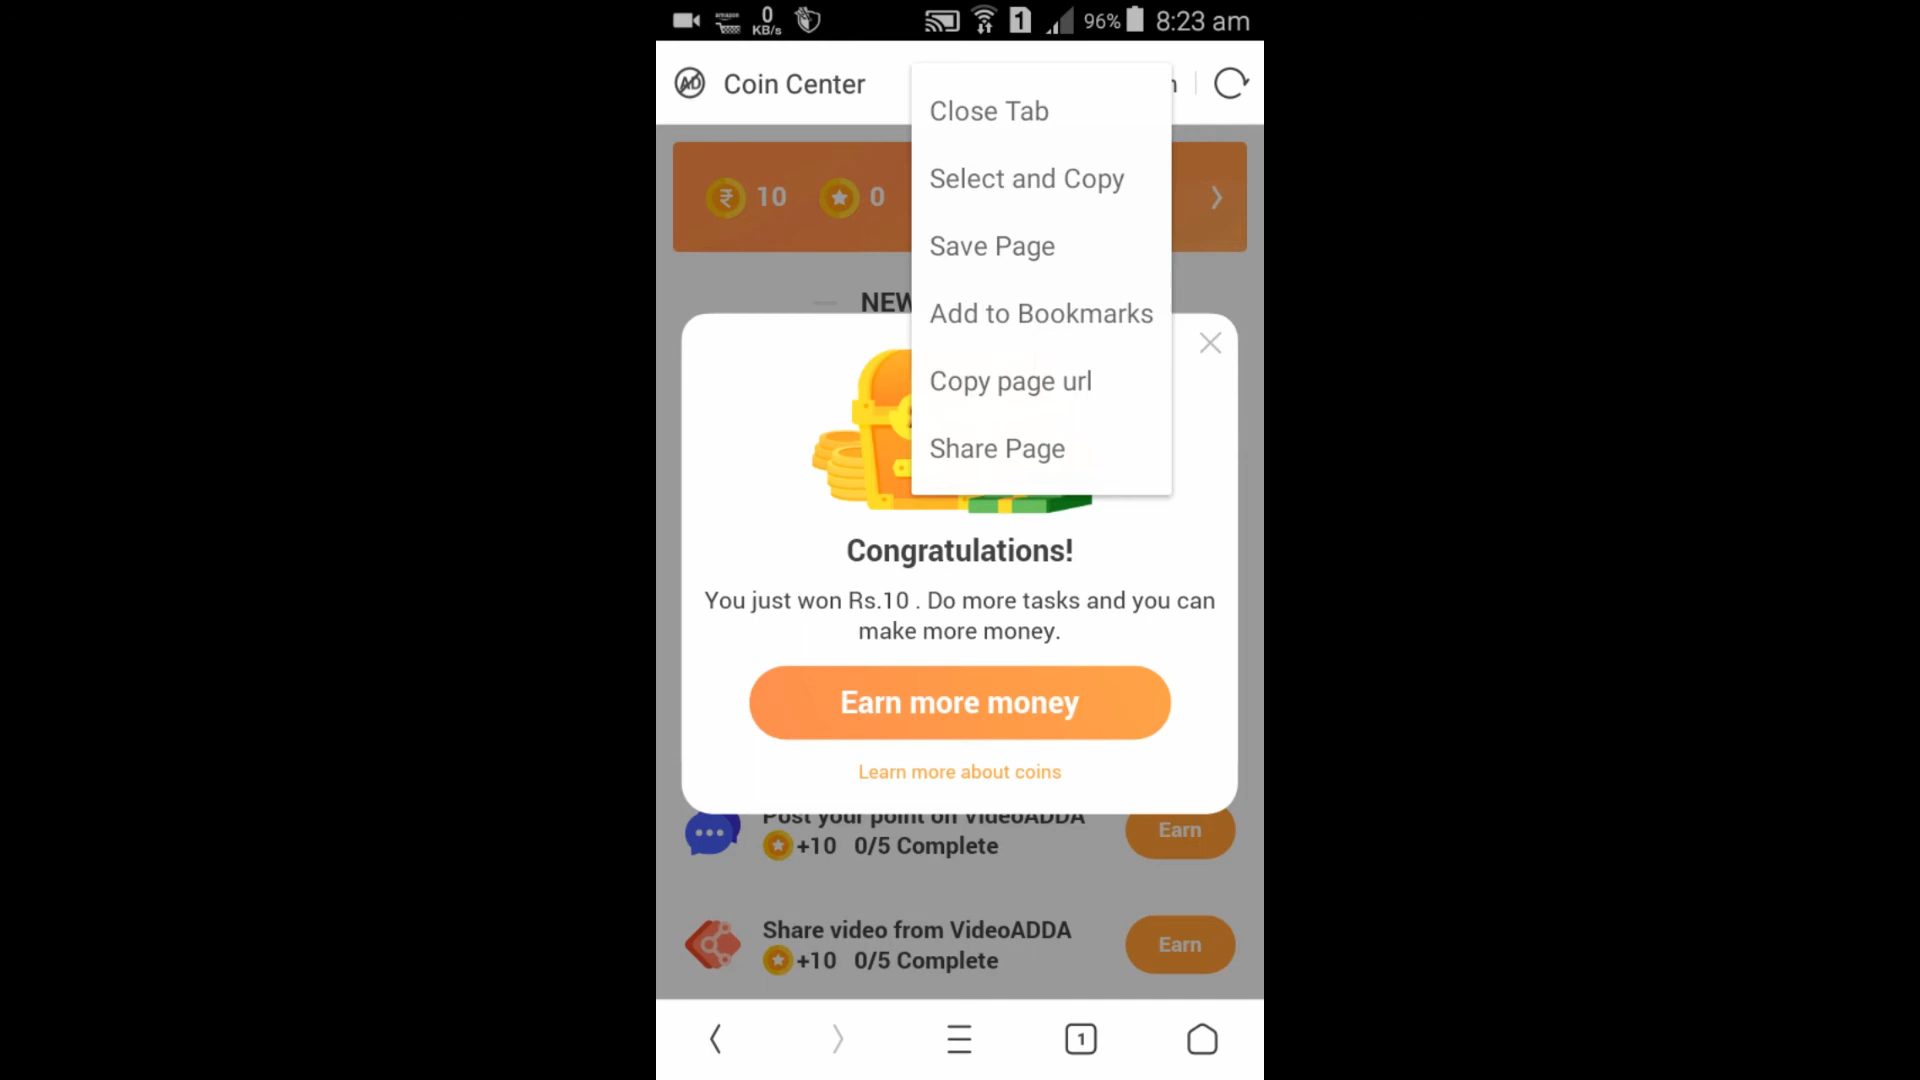 amazon
0
KB/s
1
96%
8:23 am
AD
Coin Center
Close Tab
Select and Copy
Save Page
Add to Bookmarks
Copy page url
Share Page
₹ 10
0
NEW
Congratulations!
You just won Rs.10 . Do more tasks and you can
make more money.
Earn more money
Learn more about coins
Post your point on VideoADDA
+10 0/5 Complete
Earn
Share video from VideoADDA
+10 0/5 Complete
Earn
1